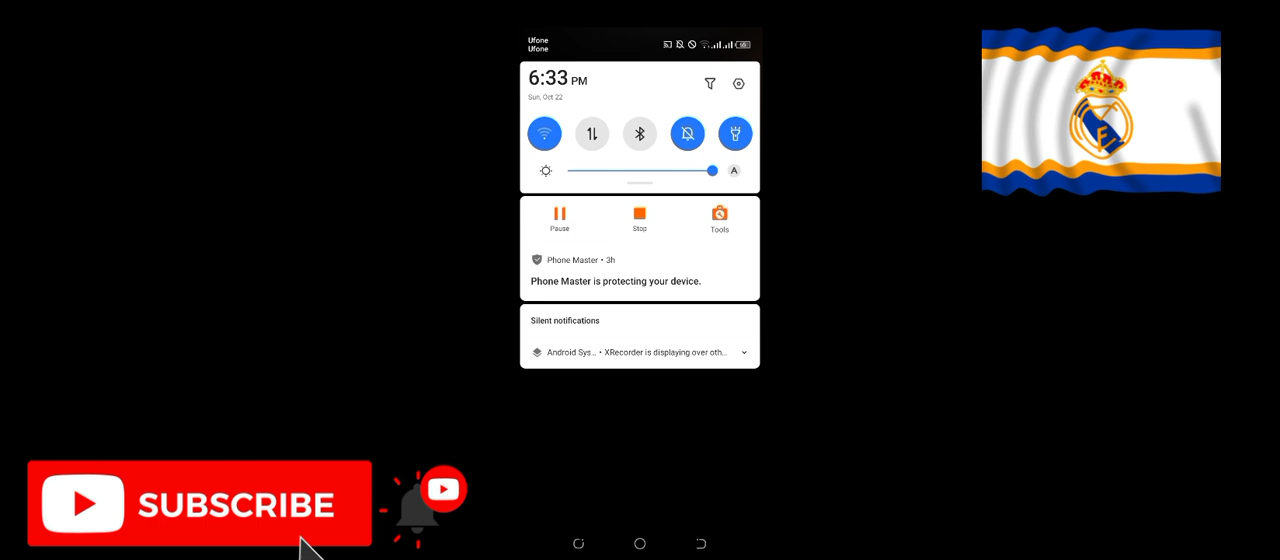 Ufone
Ufone
6:33 PM
Sun, Oct 22
A
Pause
Stop
Tools
Phone Master • 3h
Phone Master is protecting your device.
Silent notifications
Android Sys... • XRecorder is displaying over oth...
SUBSCRIBE